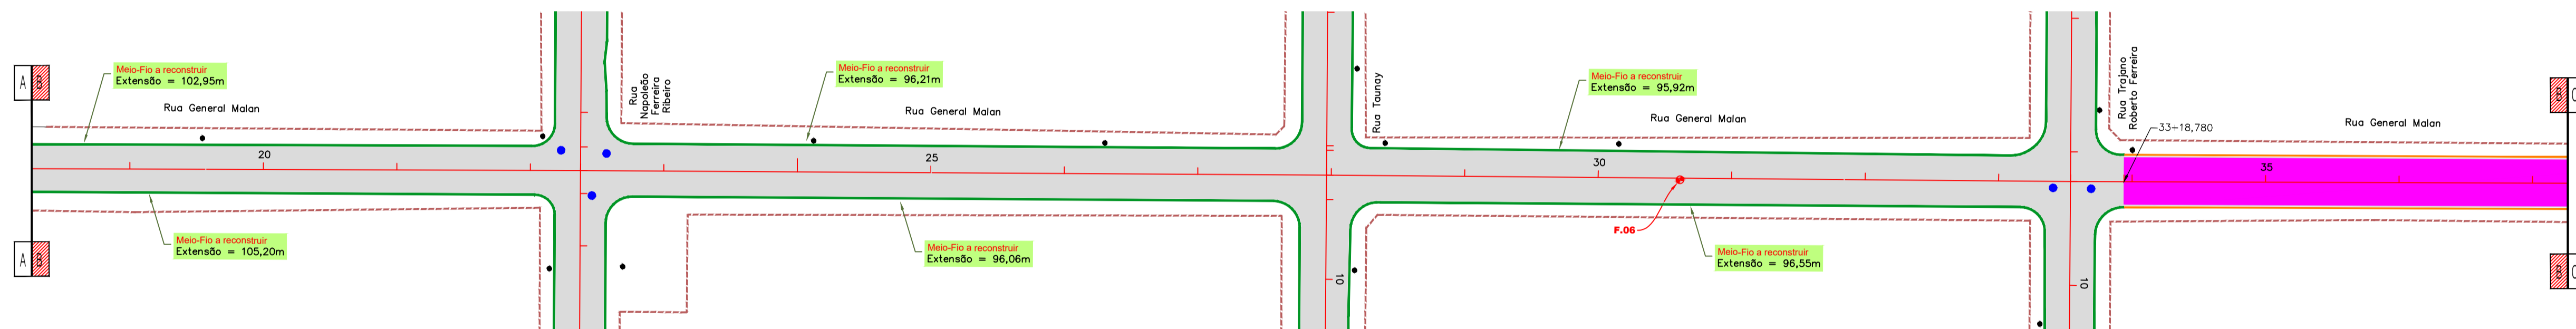 A
B
Meio-Fio a reconstruir
Extensão = 102,95m
Rua General Malan
20
Meio-Fio a reconstruir
Extensão = 105,20m
A
B
Rua
Napoleão
Ferreira
Ribeiro
Meio-Fio a reconstruir
Extensão = 96,21m
Rua General Malan
25
Meio-Fio a reconstruir
Extensão = 96,06m
Rua Taunay
10
Meio-Fio a reconstruir
Extensão = 95,92m
Rua General Malan
30
F.06
Meio-Fio a reconstruir
Extensão = 96,55m
Rua Trajano
Roberto Ferreira
33+18,780
10
Rua General Malan
35
B
B